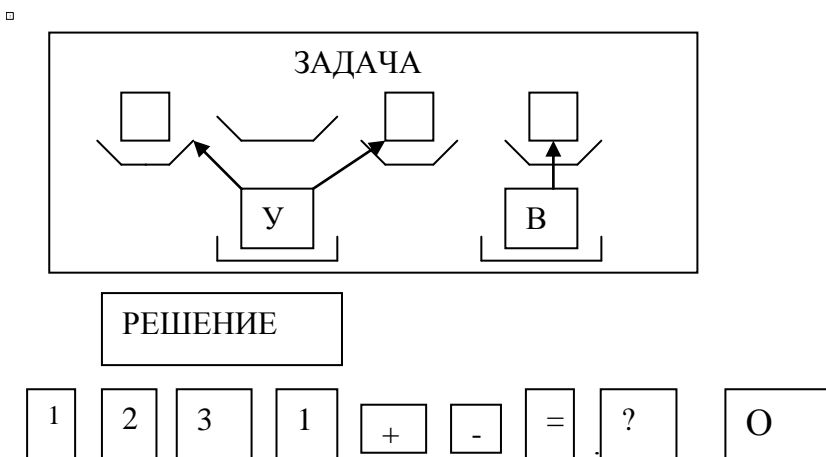 ЗАДАЧА
У В
РЕШЕНИЕ
1 2 3 1 + - = ? О